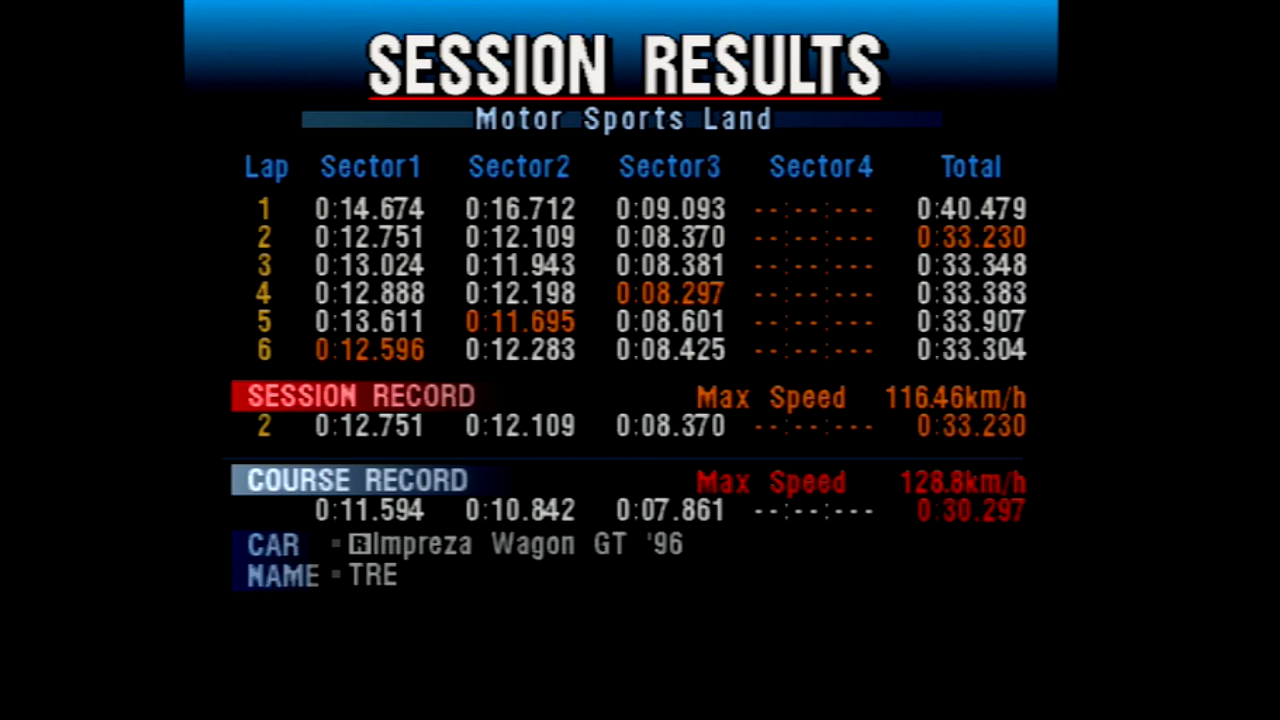 SESSION RESULTS
Motor Sports Land
Lap Sector1 Sector2 Sector3 Sector4 Total
1 0:14.674 0:16.712 0:09.093 --:--:--- 0:40.479
2 0:12.751 0:12.109 0:08.370 --:--:--- 0:33.230
3 0:13.024 0:11.943 0:08.381 --:--:--- 0:33.348
4 0:12.888 0:12.198 0:08.297 --:--:--- 0:33.383
5 0:13.611 0:11.695 0:08.601 --:--:--- 0:33.907
6 0:12.596 0:12.283 0:08.425 --:--:--- 0:33.304
SESSION RECORD Max Speed 116.46km/h
2 0:12.751 0:12.109 0:08.370 --:--:--- 0:33.230
COURSE RECORD Max Speed 128.8km/h
0:11.594 0:10.842 0:07.861 --:--:--- 0:30.297
CAR ▪ R Impreza Wagon GT '96
NAME ▪ TRE